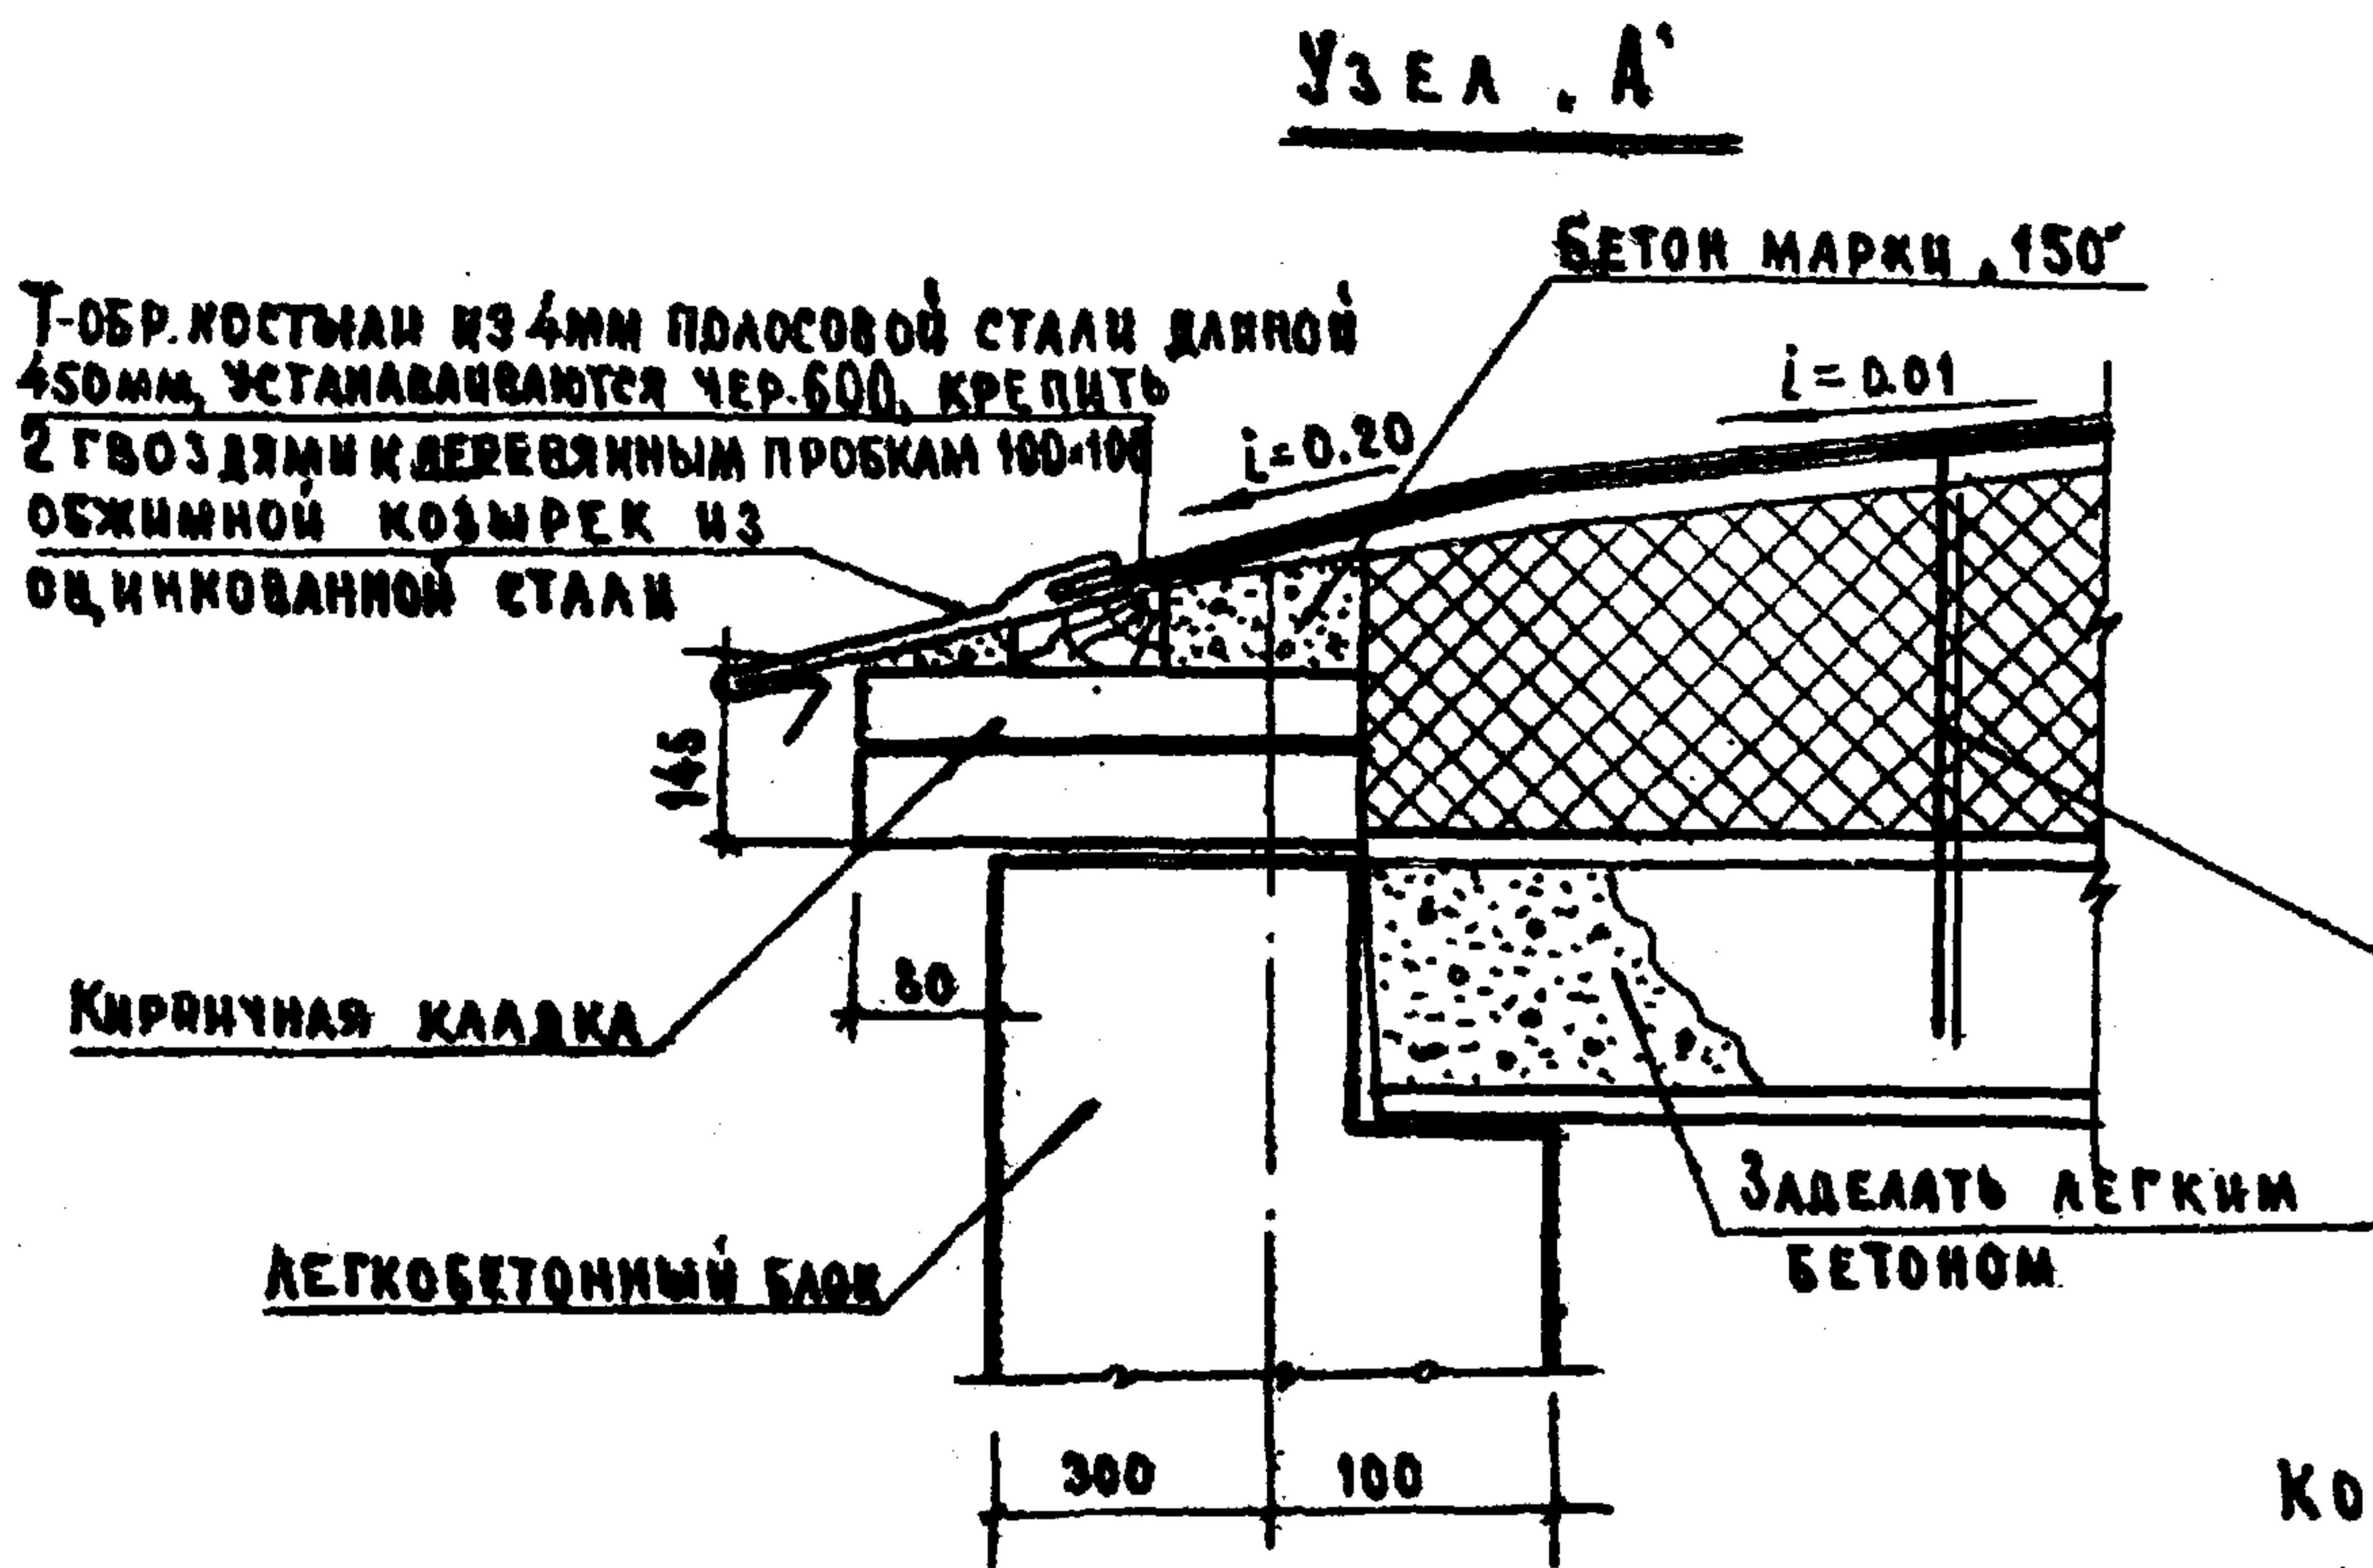 Узел „А"
Бетон марки „150"
Т-обр. костыли из 4мм полосовой стали длиной
450мм, устанавливаются чер. 600, крепить
2 гвоздями к деревянным пробкам 100×100
обжимной козырек из
оцинкованной стали
i=0.20
i=0.01
145
80
Кирпичная кладка
Легкобетонный блок
Заделать легким
бетоном
300
100
КО